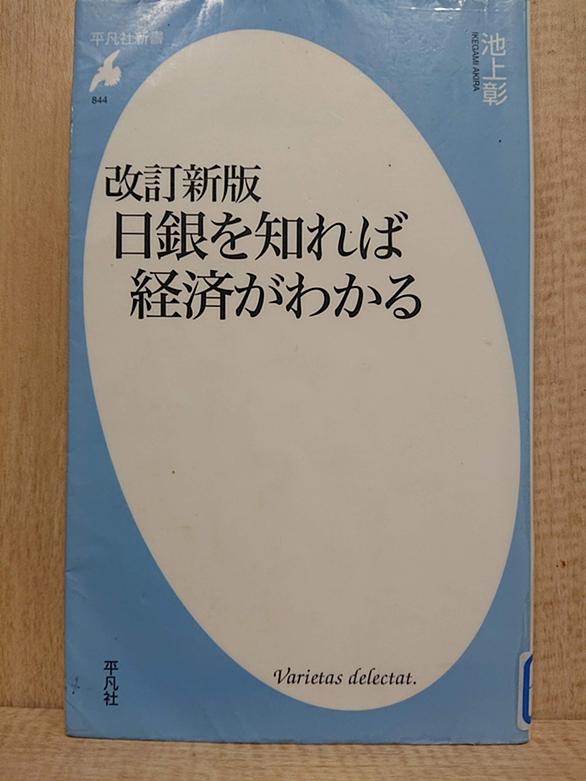 平凡社新書
844
池上彰
IKEGAMI AKIRA
改訂新版
日銀を知れば
経済がわかる
平凡社
Varietas delectat.